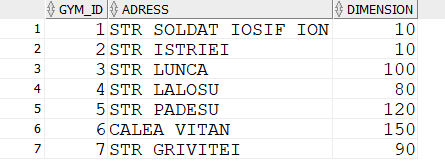 GYM_ID ADRESS DIMENSION
1 1 STR SOLDAT IOSIF ION 10
2 2 STR ISTRIEI 10
3 3 STR LUNCA 100
4 4 STR LALOSU 80
5 5 STR PADESU 120
6 6 CALEA VITAN 150
7 7 STR GRIVITEI 90